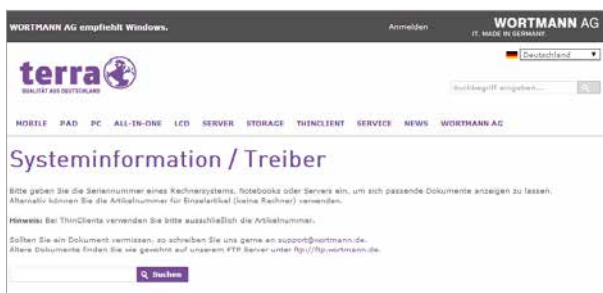 WORTMANN AG empfiehlt Windows.
Anmelden
WORTMANN AG
IT. MADE IN GERMANY.
Deutschland
terra
QUALITÄT AUS DEUTSCHLAND
Suchbegriff eingeben...
MOBILE PAD PC ALL-IN-ONE LCD SERVER STORAGE THINCLIENT SERVICE NEWS WORTMANN AG
Systeminformation / Treiber
Bitte geben Sie die Seriennummer eines Rechnersystems, Notebooks oder Servers ein, um sich passende Dokumente anzeigen zu lassen.
Alternativ können Sie die Artikelnummer für Einzelartikel (keine Rechner) verwenden.
Hinweis: Bei ThinClients verwenden Sie bitte ausschließlich die Artikelnummer.
Sollten Sie ein Dokument vermissen, so schreiben Sie uns gerne an support@wortmann.de.
Ältere Dokumente finden Sie wie gewohnt auf unserem FTP Server unter ftp://ftp.wortmann.de.
Suchen